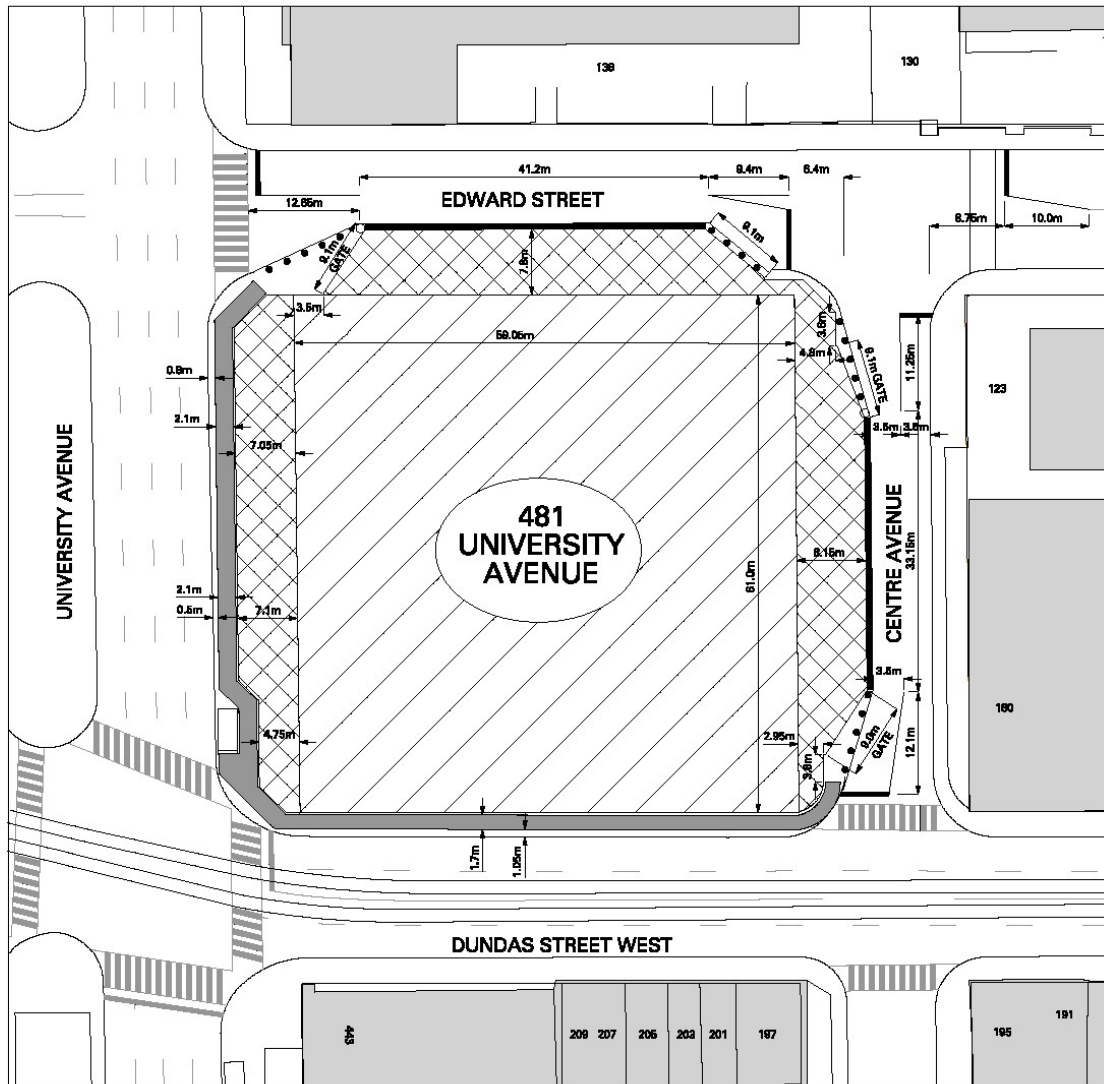 138
130
41.2m
9.4m
6.4m
EDWARD STREET
12.65m
8.75m
10.0m
9.1m
9.1m
GATE
7.8m
3.5m
59.05m
3.6m
4.8m
9.1m GATE
11.25m
123
0.8m
2.1m
3.5m
3.5m
7.05m
UNIVERSITY AVENUE
481
UNIVERSITY
AVENUE
61.0m
8.15m
CENTRE AVENUE
33.15m
2.1m
0.5m
7.1m
3.5m
160
4.75m
2.95m
3.6m
9.0m
GATE
12.1m
1.7m
1.05m
DUNDAS STREET WEST
443
209
207
205
203
201
197
195
191